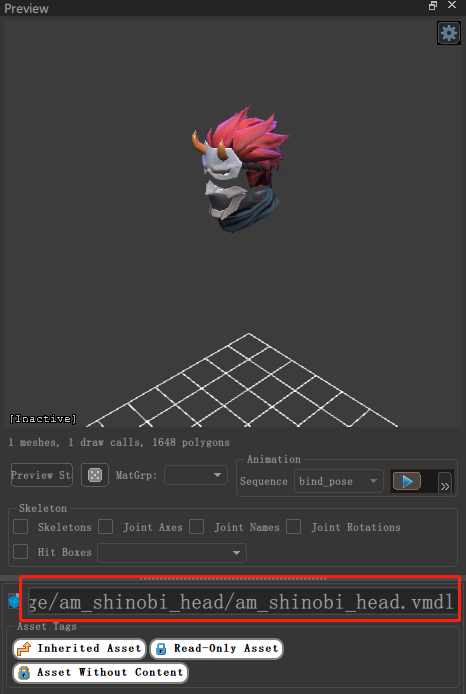 Preview
[Inactive]
1 meshes, 1 draw calls, 1648 polygons
Preview St
MatGrp:
Animation
Sequence bind_pose
Skeleton
Skeletons Joint Axes Joint Names Joint Rotations
Hit Boxes
ge/am_shinobi_head/am_shinobi_head.vmdl
Asset Tags
Inherited Asset Read-Only Asset
Asset Without Content